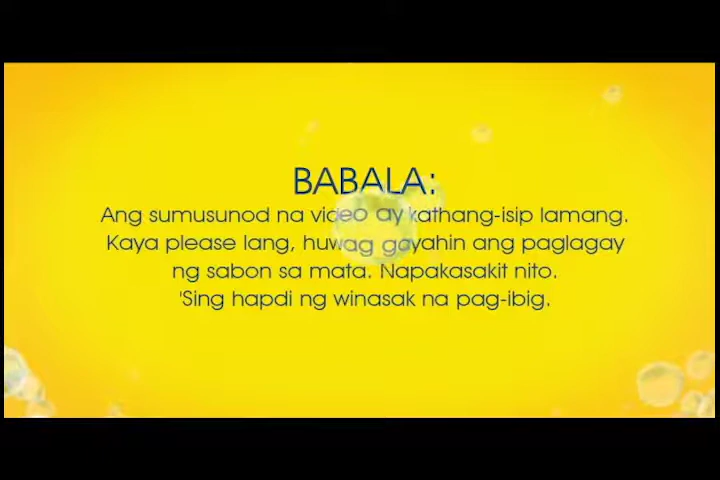 BABALA:
Ang sumusunod na video ay kathang-isip lamang.
Kaya please lang, huwag gayahin ang paglagay
ng sabon sa mata. Napakasakit nito.
'Sing hapdi ng winasak na pag-ibig.